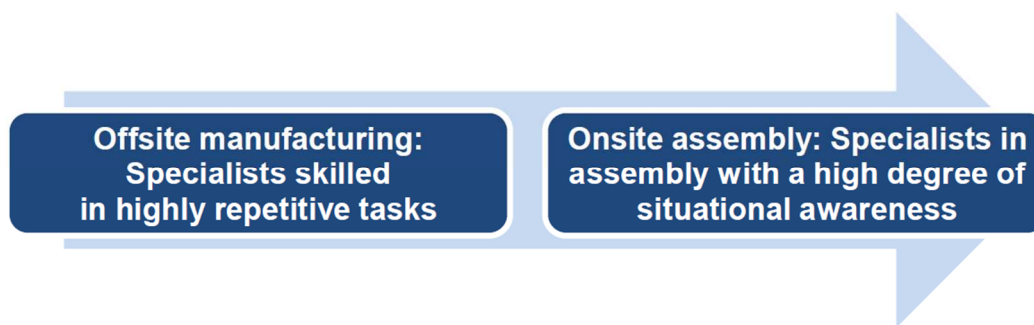 Offsite manufacturing:
Specialists skilled
in highly repetitive tasks
Onsite assembly: Specialists in
assembly with a high degree of
situational awareness